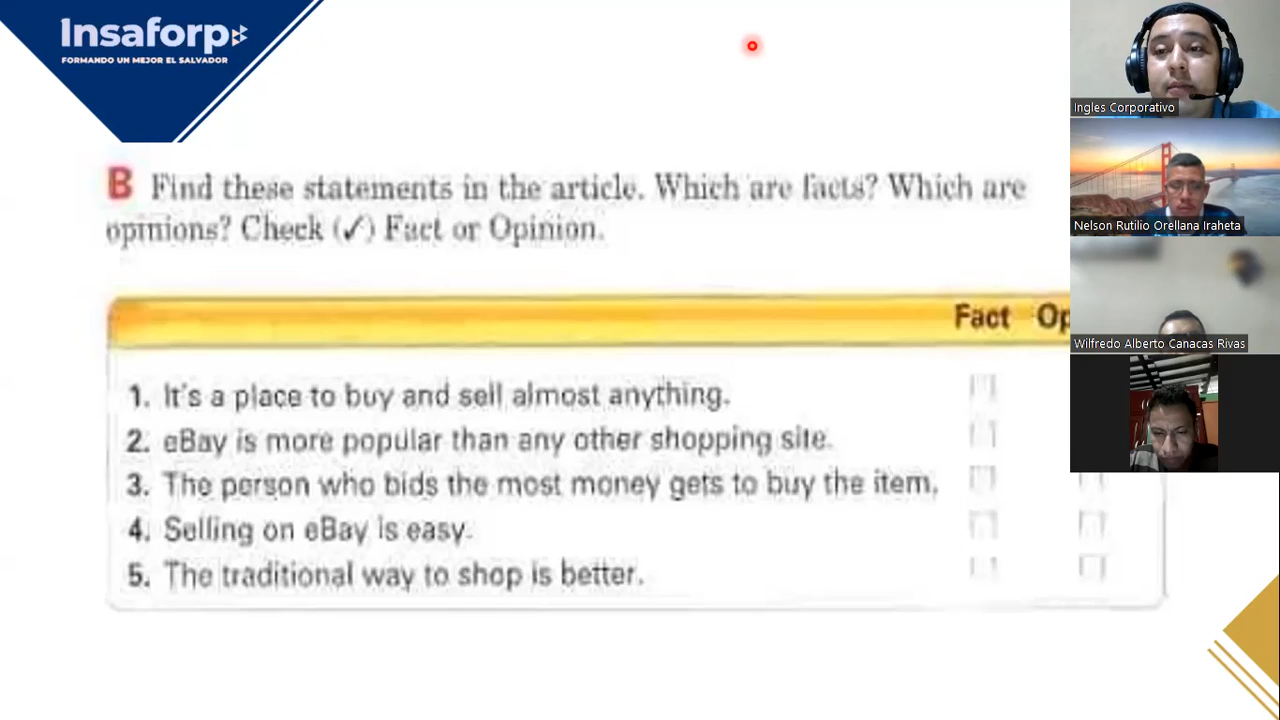 Insaforp
FORMANDO UN MEJOR EL SALVADOR
B Find these statements in the article. Which are facts? Which are
opinions? Check (✓) Fact or Opinion.
Fact Op
1. It's a place to buy and sell almost anything.
2. eBay is more popular than any other shopping site.
3. The person who bids the most money gets to buy the item.
4. Selling on eBay is easy.
5. The traditional way to shop is better.
Ingles Corporativo
Nelson Rutilio Orellana Iraheta
Wilfredo Alberto Canacas Rivas